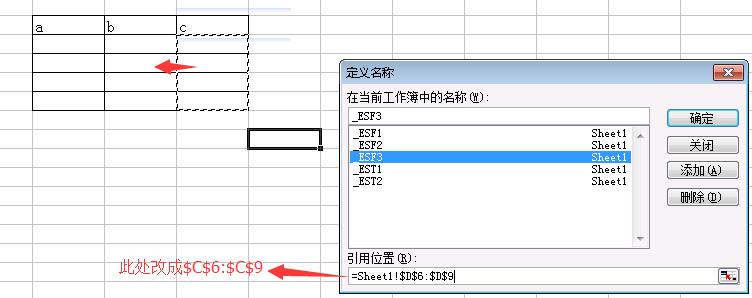 a b c
定义名称
在当前工作簿中的名称(W):
_ESF3
确定
_ESF1 Sheet1
_ESF2 Sheet1
_ESF3 Sheet1
_EST1 Sheet1
_EST2 Sheet1
关闭
添加(A)
删除(D)
引用位置(R):
=Sheet1!$D$6:$D$9
此处改成$C$6:$C$9